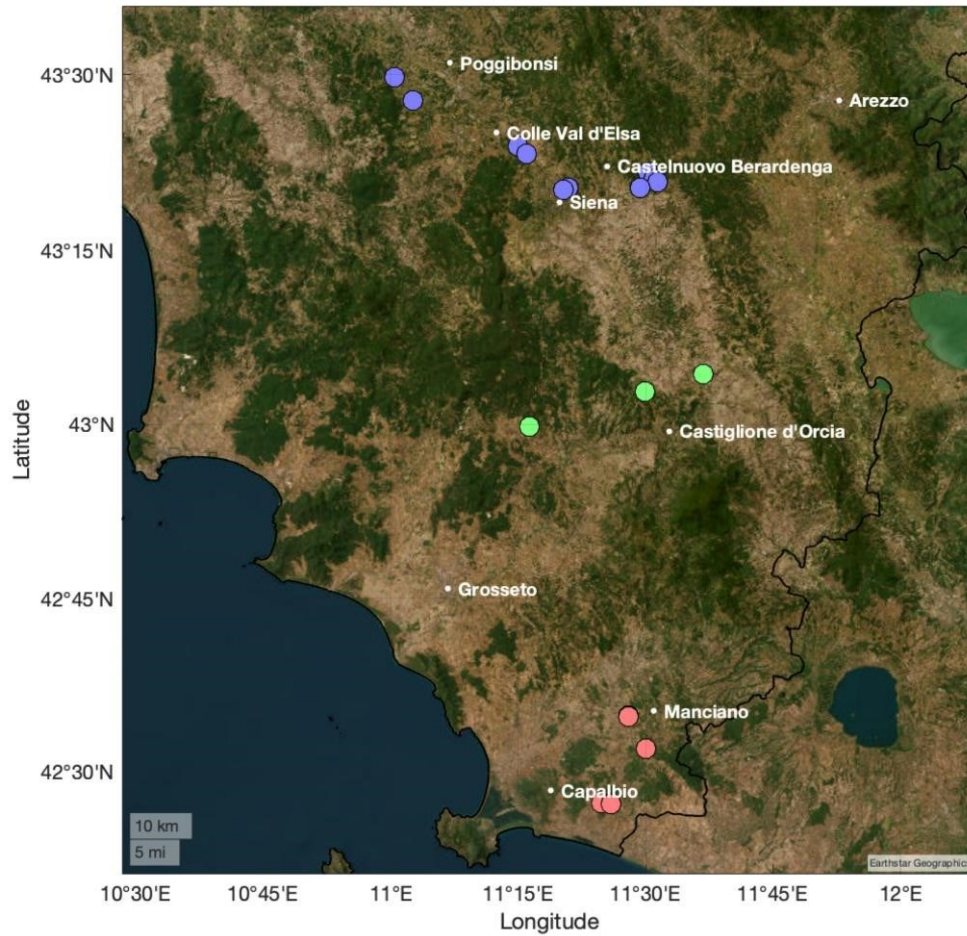 43°30'N
Poggibonsi
Arezzo
Colle Val d'Elsa
Castelnuovo Berardenga
Siena
43°15'N
Latitude
43°N
Castiglione d'Orcia
42°45'N
Grosseto
Manciano
42°30'N
Capalbio
10 km
5 mi
Earthstar Geographics
10°30'E
10°45'E
11°E
11°15'E
11°30'E
11°45'E
12°E
Longitude